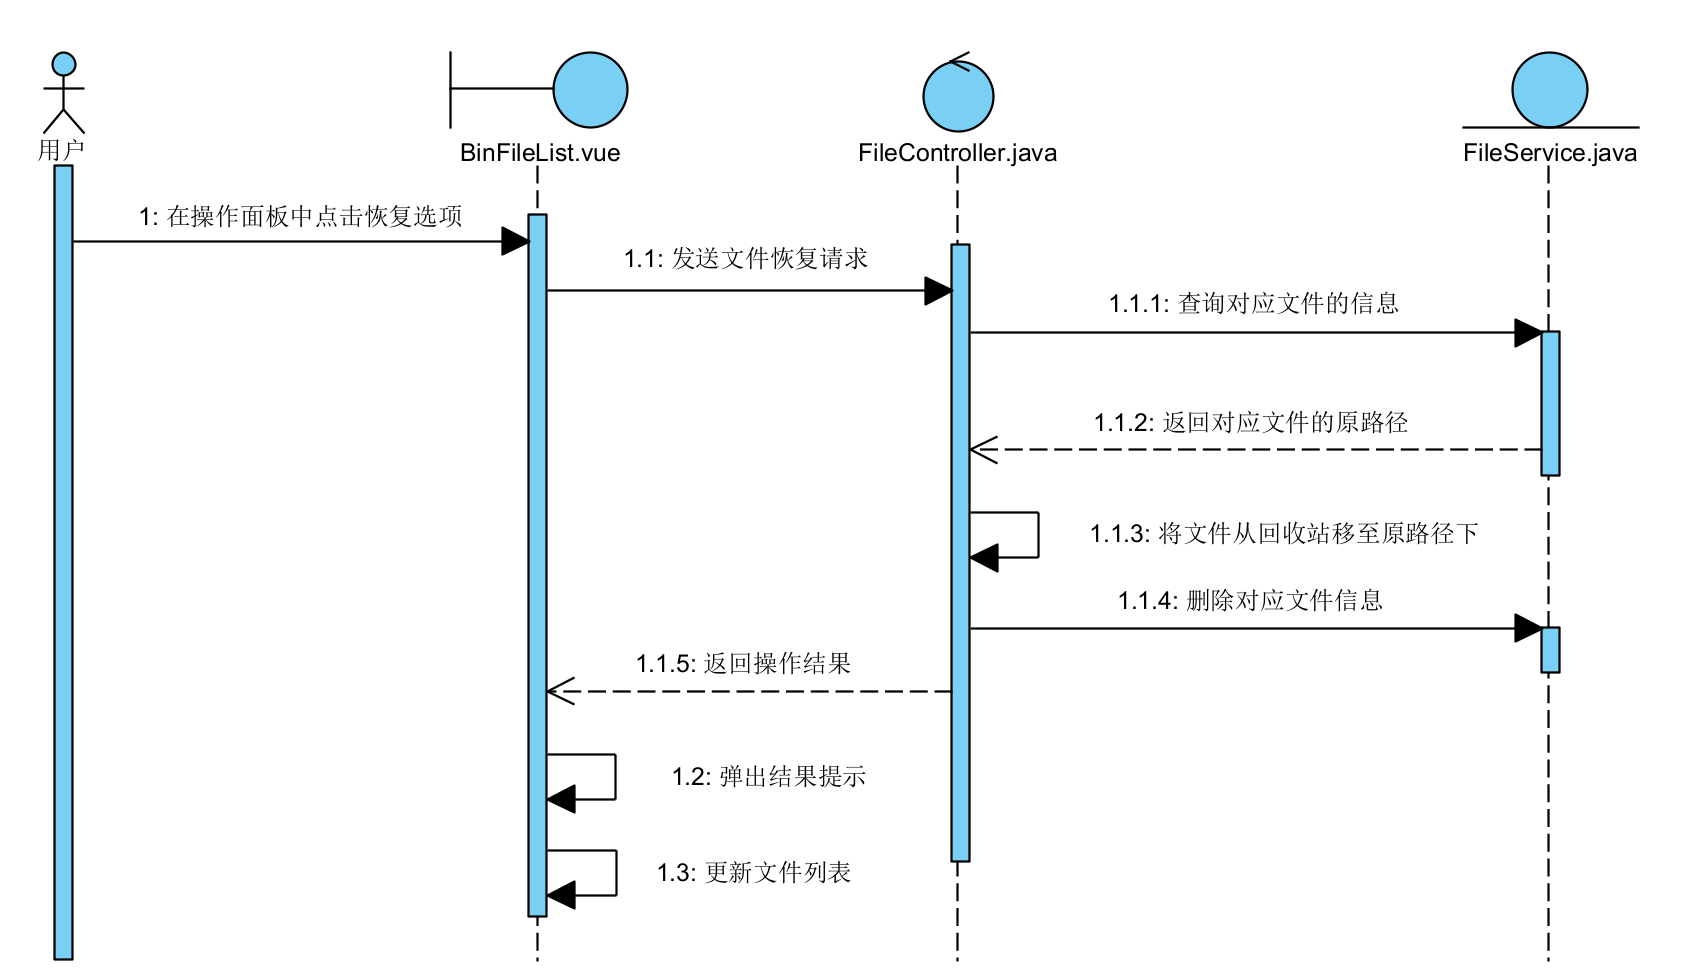 用户
BinFileList.vue
FileController.java
FileService.java
1: 在操作面板中点击恢复选项
1.1: 发送文件恢复请求
1.1.1: 查询对应文件的信息
1.1.2: 返回对应文件的原路径
1.1.3: 将文件从回收站移至原路径下
1.1.4: 删除对应文件信息
1.1.5: 返回操作结果
1.2: 弹出结果提示
1.3: 更新文件列表